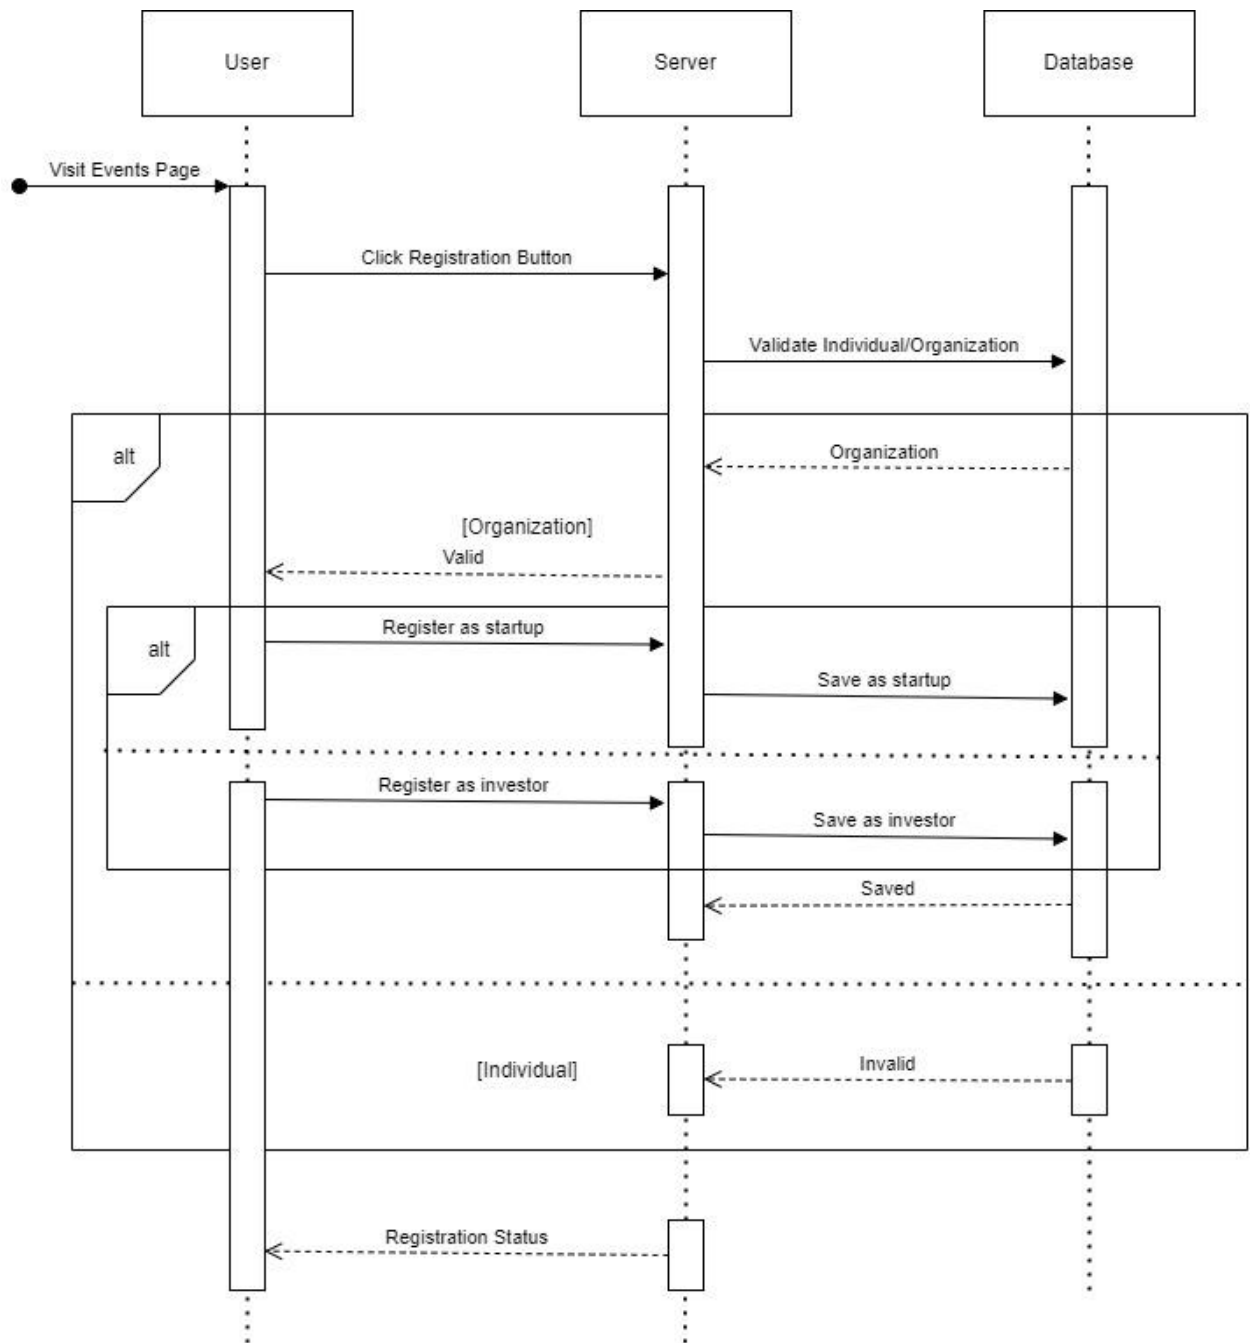 User
Server
Database
Visit Events Page
Click Registration Button
Validate Individual/Organization
alt
Organization
[Organization]
Valid
alt
Register as startup
Save as startup
Register as investor
Save as investor
Saved
[Individual]
Invalid
Registration Status